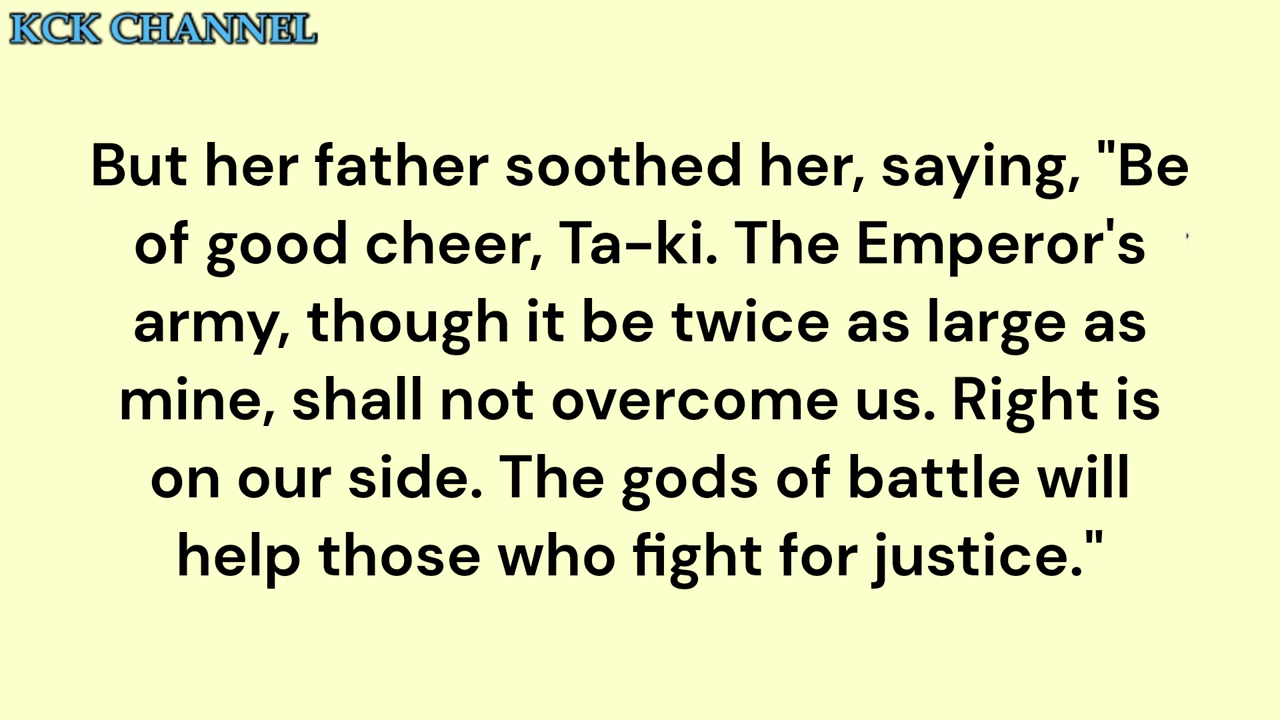 KCK CHANNEL
But her father soothed her, saying, "Be
of good cheer, Ta-ki. The Emperor's
army, though it be twice as large as
mine, shall not overcome us. Right is
on our side. The gods of battle will
help those who fight for justice."